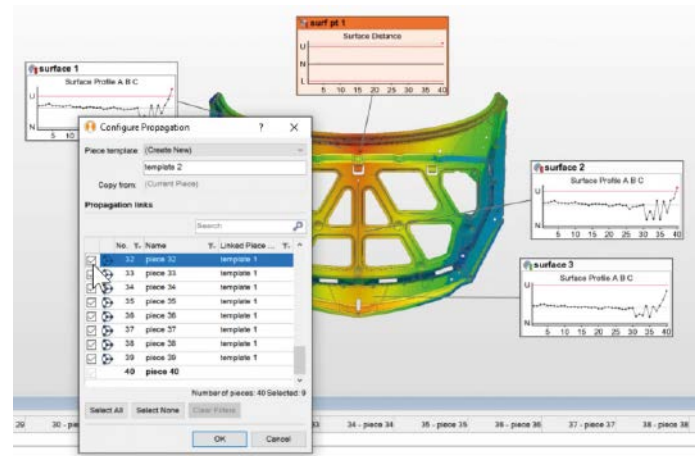 surf pt 1
Surface Distance
U
N
L
5 10 15 20 25 30 35 40
surface 1
Surface Profile A B C
U
N
5 10
Configure Propagation ? X
Piece template: (Create New)
template 2
Copy from: (Current Piece)
Propagation links
Search
No. Name Linked Piece ...
32 piece 32 template 1
33 piece 33 template 1
34 piece 34 template 1
35 piece 35 template 1
36 piece 36 template 1
37 piece 37 template 1
38 piece 38 template 1
39 piece 39 template 1
40 piece 40
Number of pieces: 40 Selected: 9
Select All Select None Clear Filters
OK Cancel
surface 2
Surface Profile A B C
U
N
5 10 15 20 25 30 35 40
surface 3
Surface Profile A B C
U
N
5 10 15 20 25 30 35 40
29 30 - pie 33 34 - piece 34 35 - piece 35 36 - piece 36 37 - piece 37 38 - piece 38